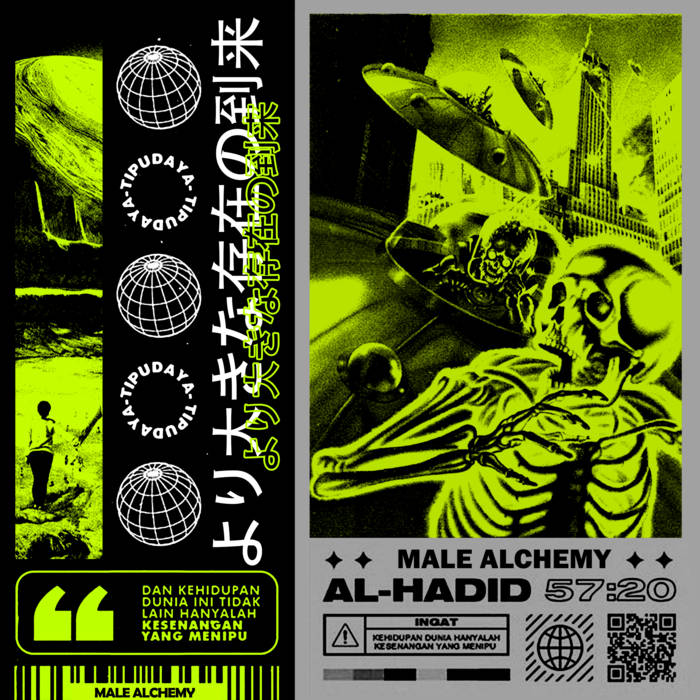 より大きな存在の到来
より大きな存在の到来
TIPUDAYA-TIPUDAYA-
TIPUDAYA-TIPUDAYA-
DAN KEHIDUPAN
DUNIA INI TIDAK
LAIN HANYALAH
KESENANGAN
YANG MENIPU
MALE ALCHEMY
MALE ALCHEMY
AL-HADID 57:20
INGAT
KEHIDUPAN DUNIA HANYALAH
KESENANGAN YANG MENIPU